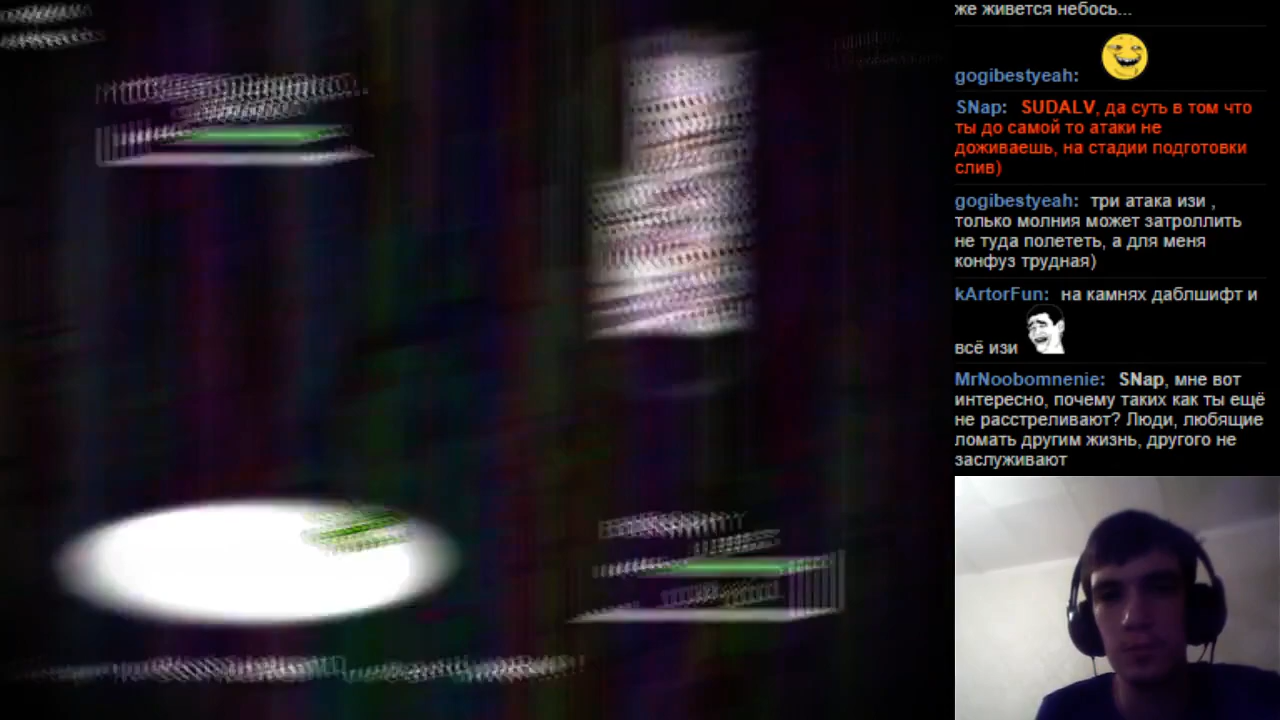 же живется небось...
gogibestyeah:
SNap: SUDALV, да суть в том что
ты до самой то атаки не
доживаешь, на стадии подготовки
слив)
gogibestyeah: три атака изи ,
только молния может затроллить
не туда полететь, а для меня
конфуз трудная)
kArtorFun: на камнях даблшифт и
всё изи
MrNoobomnenie: SNap, мне вот
интересно, почему таких как ты ещё
не расстреливают? Люди, любящие
ломать другим жизнь, другого не
заслуживают